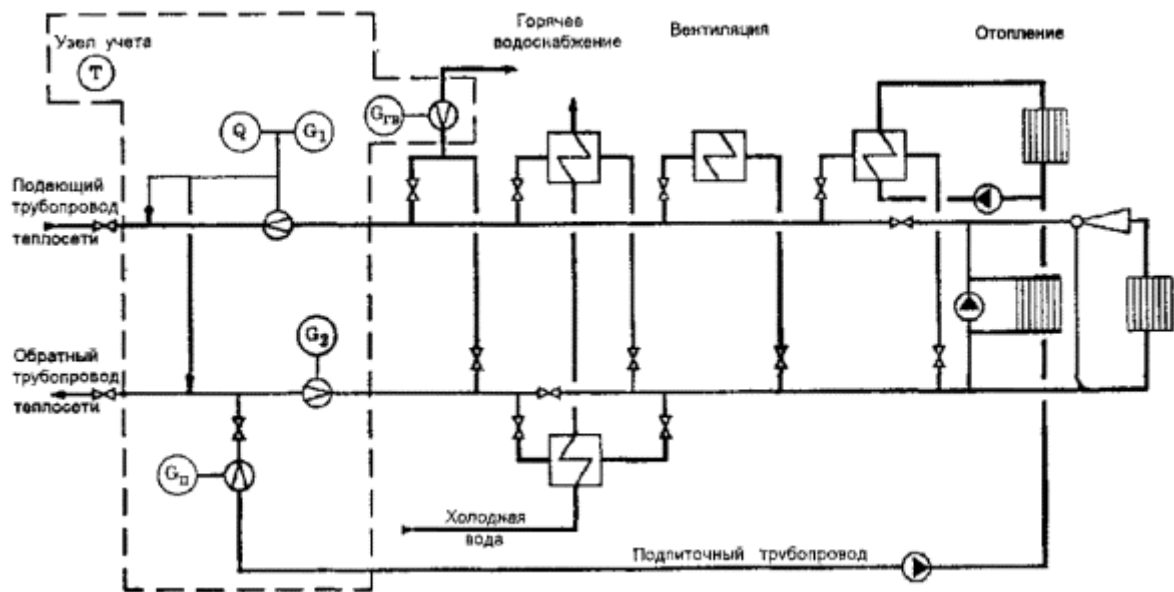 Узел учета
T
Горячее
водоснабжение
Вентиляция
Отопление
Q
G1
GГВ
Подающий
трубопровод
теплосети
G2
Обратный
трубопровод
теплосети
GП
Холодная
вода
Подпиточный трубопровод